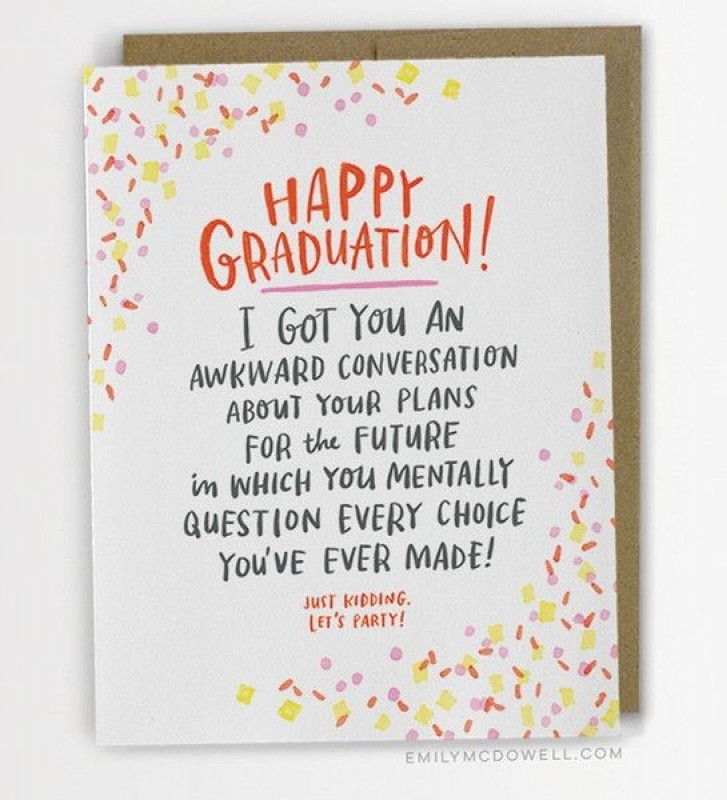 HAPPY
GRADUATION!
I GOT YOU AN
AWKWARD CONVERSATION
ABOUT YOUR PLANS
FOR the FUTURE
in WHICH YOU MENTALLY
QUESTION EVERY CHOICE
YOU'VE EVER MADE!
JUST KIDDING.
LET'S PARTY!
EMILYMCDOWELL.COM